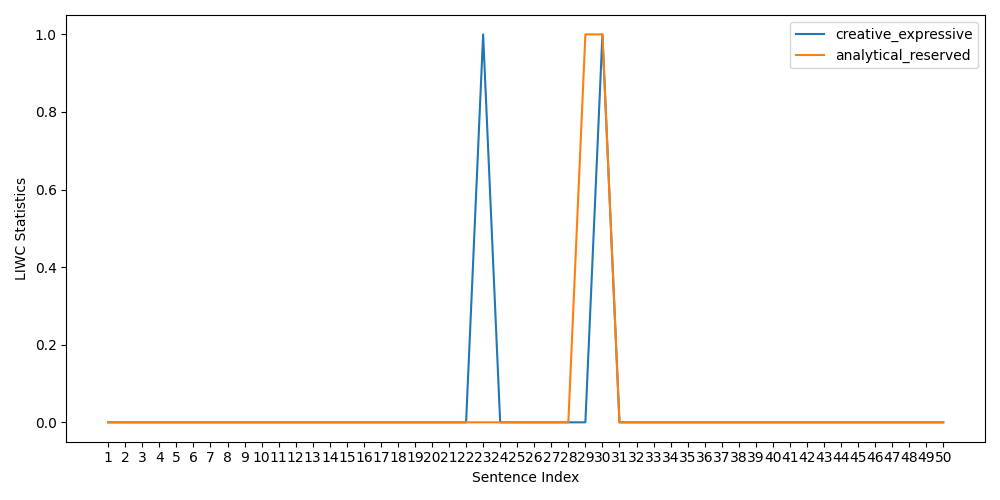 creative_expressive
analytical_reserved
1.0
0.8
0.6
0.4
0.2
0.0
LIWC Statistics
1 2 3 4 5 6 7 8 9 10 11 12 13 14 15 16 17 18 19 20 21 22 23 24 25 26 27 28 29 30 31 32 33 34 35 36 37 38 39 40 41 42 43 44 45 46 47 48 49 50
Sentence Index